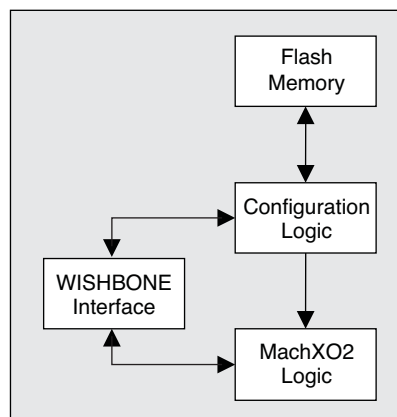 Flash
Memory
Configuration
Logic
WISHBONE
Interface
MachXO2
Logic